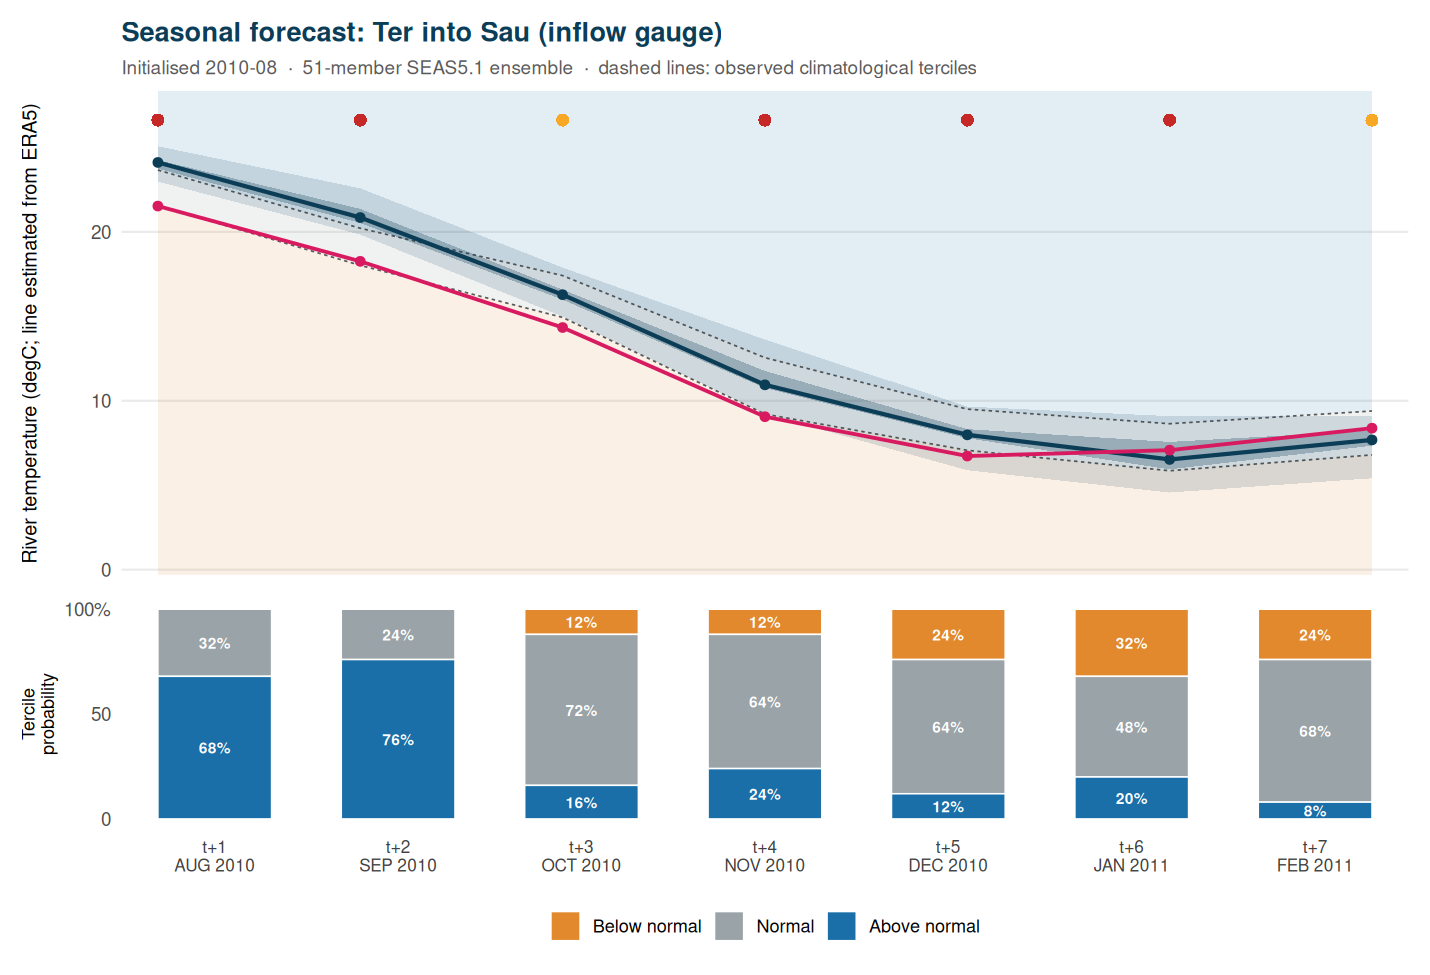 Seasonal forecast: Ter into Sau (inflow gauge)
Initialised 2010-08 · 51-member SEAS5.1 ensemble · dashed lines: observed climatological terciles
River temperature (degC; line estimated from ERA5)
20
10
0
Tercile
probability
100%
50
0
32%
68%
24%
76%
12%
72%
16%
12%
64%
24%
24%
64%
12%
32%
48%
20%
24%
68%
8%
t+1
AUG 2010
t+2
SEP 2010
t+3
OCT 2010
t+4
NOV 2010
t+5
DEC 2010
t+6
JAN 2011
t+7
FEB 2011
Below normal
Normal
Above normal